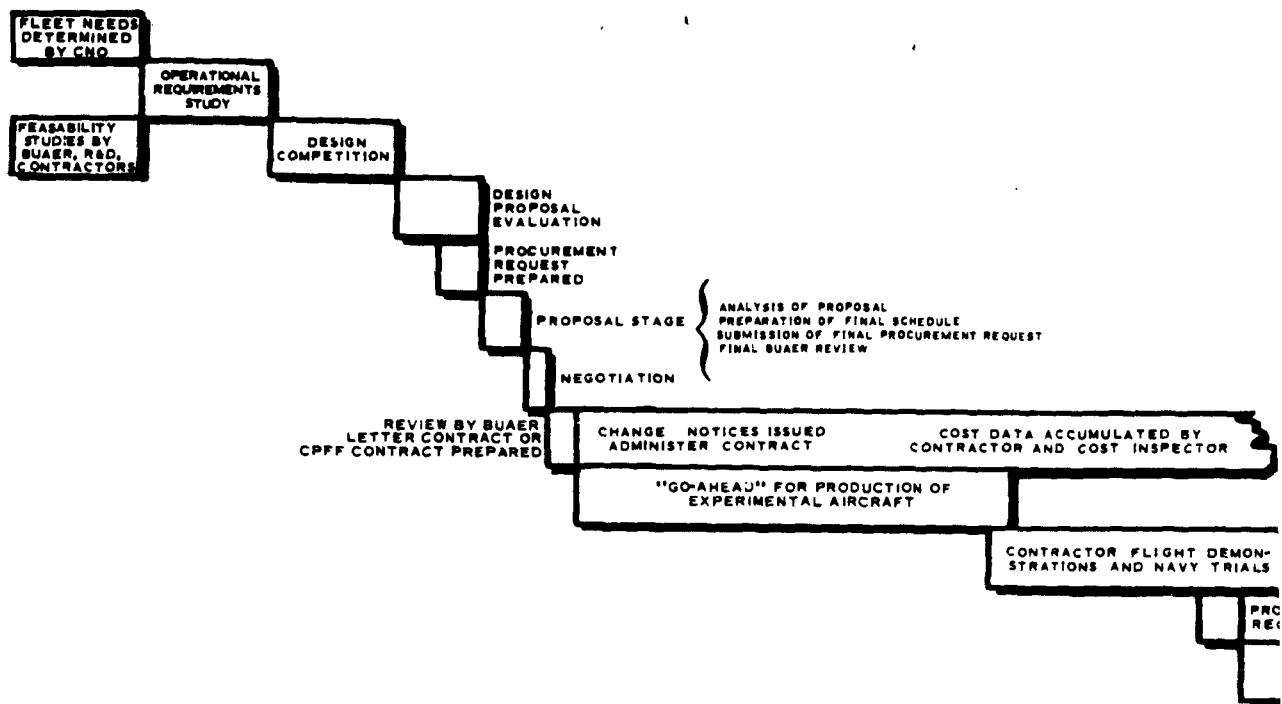 FLEET NEEDS
DETERMINED
BY CNO
OPERATIONAL
REQUIREMENTS
STUDY
FEASABILITY
STUDIES BY
BUAER, R&D,
CONTRACTORS
DESIGN
COMPETITION
DESIGN
PROPOSAL
EVALUATION
PROCUREMENT
REQUEST
PREPARED
PROPOSAL STAGE
ANALYSIS OF PROPOSAL
PREPARATION OF FINAL SCHEDULE
SUBMISSION OF FINAL PROCUREMENT REQUEST
FINAL BUAER REVIEW
NEGOTIATION
REVIEW BY BUAER
LETTER CONTRACT OR
CPFF CONTRACT PREPARED
CHANGE NOTICES ISSUED
ADMINISTER CONTRACT
COST DATA ACCUMULATED BY
CONTRACTOR AND COST INSPECTOR
"GO-AHEAD" FOR PRODUCTION OF
EXPERIMENTAL AIRCRAFT
CONTRACTOR FLIGHT DEMON-
STRATIONS AND NAVY TRIALS
PRO
REQ